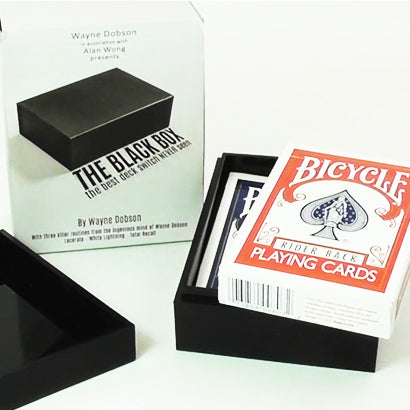 Wayne Dobson
in association with
Alan Wong
presents
THE BLACK BOX
the best deck switch NEVER seen
By Wayne Dobson
With three killer routines from the ingenious mind of Wayne Dobson
Lacerata - White Lightning - Total Recall
BICYCLE
RIDER BACK
PLAYING CARDS